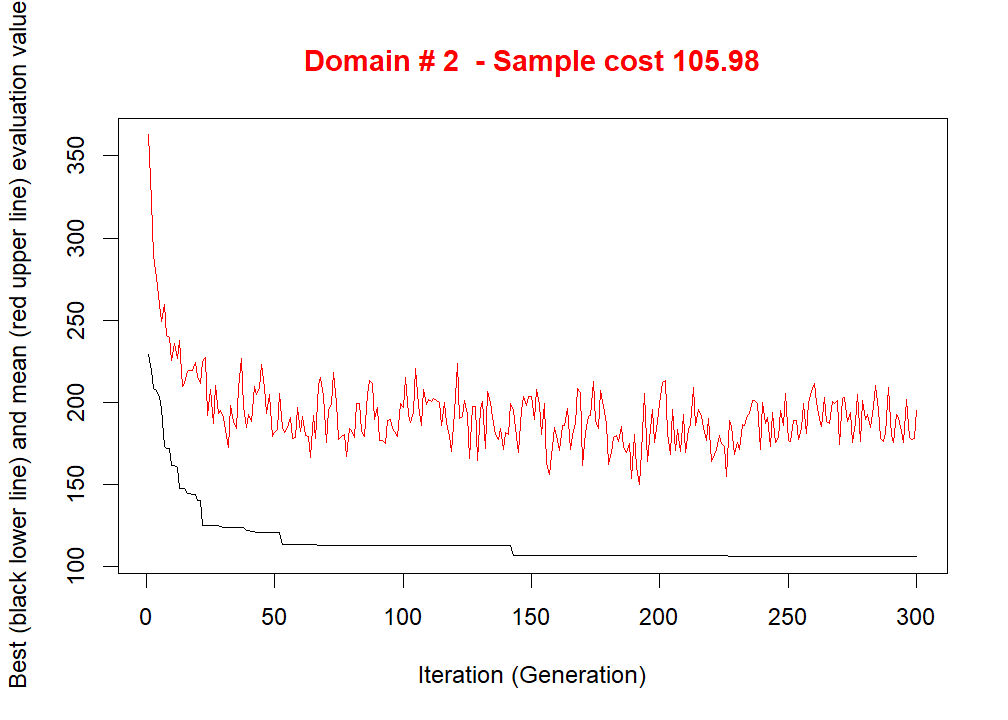 Domain # 2  - Sample cost 105.98
Best (black lower line) and mean (red upper line) evaluation value
350
300
250
200
150
100
0 50 100 150 200 250 300
Iteration (Generation)